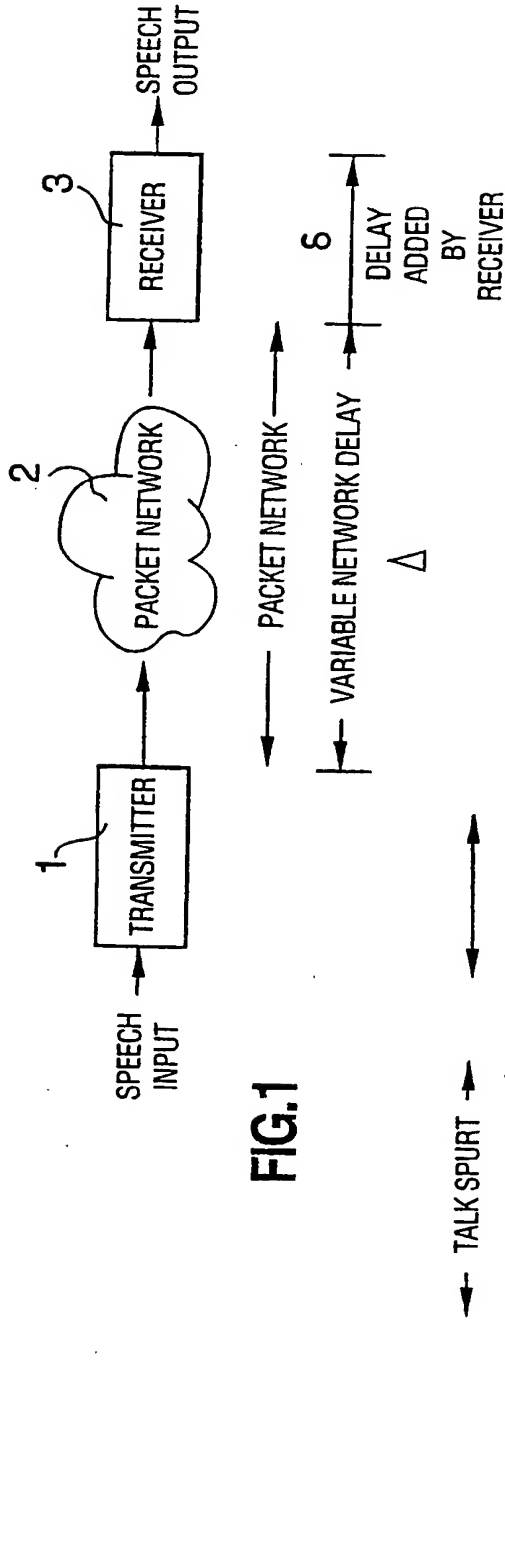 1
2
3
SPEECH
INPUT
TRANSMITTER
PACKET NETWORK
RECEIVER
SPEECH
OUTPUT
PACKET NETWORK
VARIABLE NETWORK DELAY
Δ
δ
DELAY
ADDED
BY
RECEIVER
FIG.1
TALK SPURT